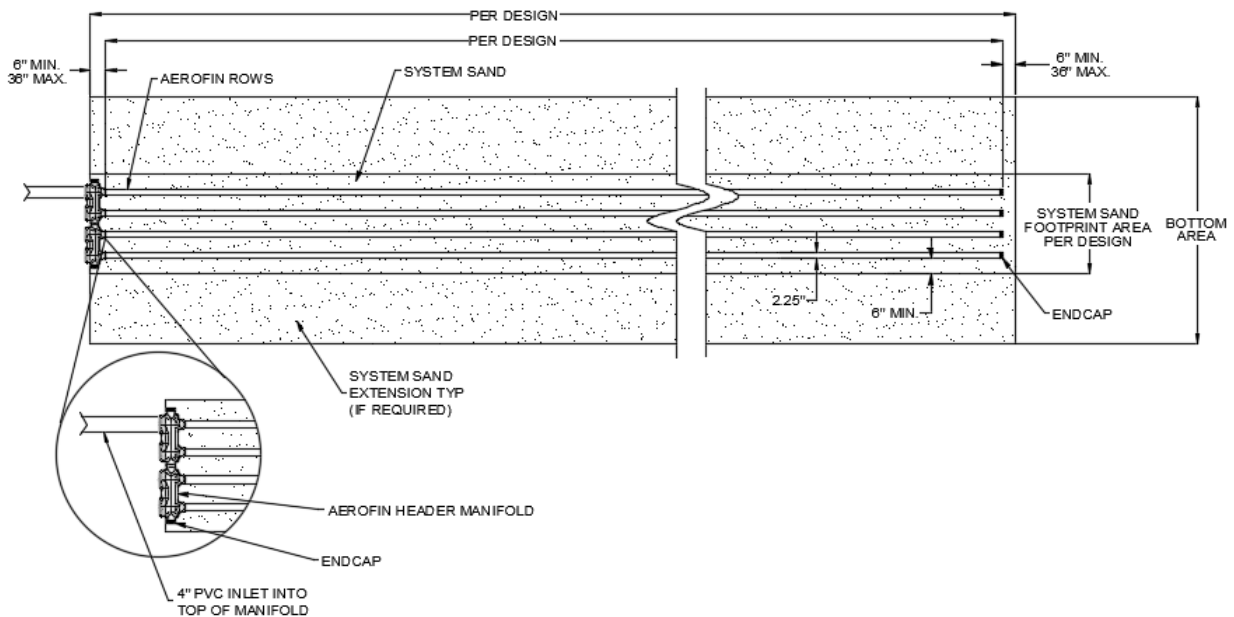 PER DESIGN
PER DESIGN
6" MIN.
36" MAX.
AEROFIN ROWS
SYSTEM SAND
6" MIN.
36" MAX.
SYSTEM SAND
FOOTPRINT AREA
PER DESIGN
BOTTOM
AREA
2.25"
6" MIN.
ENDCAP
SYSTEM SAND
EXTENSION TYP
(IF REQUIRED)
AEROFIN HEADER MANIFOLD
ENDCAP
4" PVC INLET INTO
TOP OF MANIFOLD